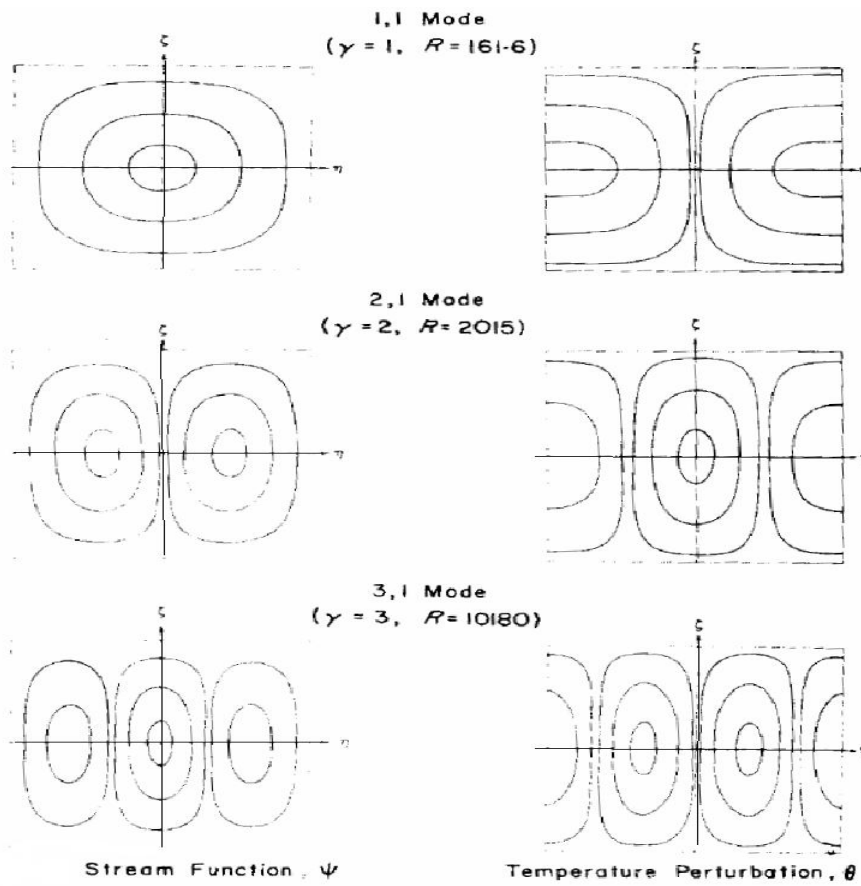 1,1 Mode
(γ = 1, R = 161·6)
ζ
ζ
η
2,1 Mode
(γ = 2, R = 2015)
ζ
ζ
η
3,1 Mode
(γ = 3, R = 10180)
ζ
ζ
η
Stream Function, ψ
Temperature Perturbation, θ